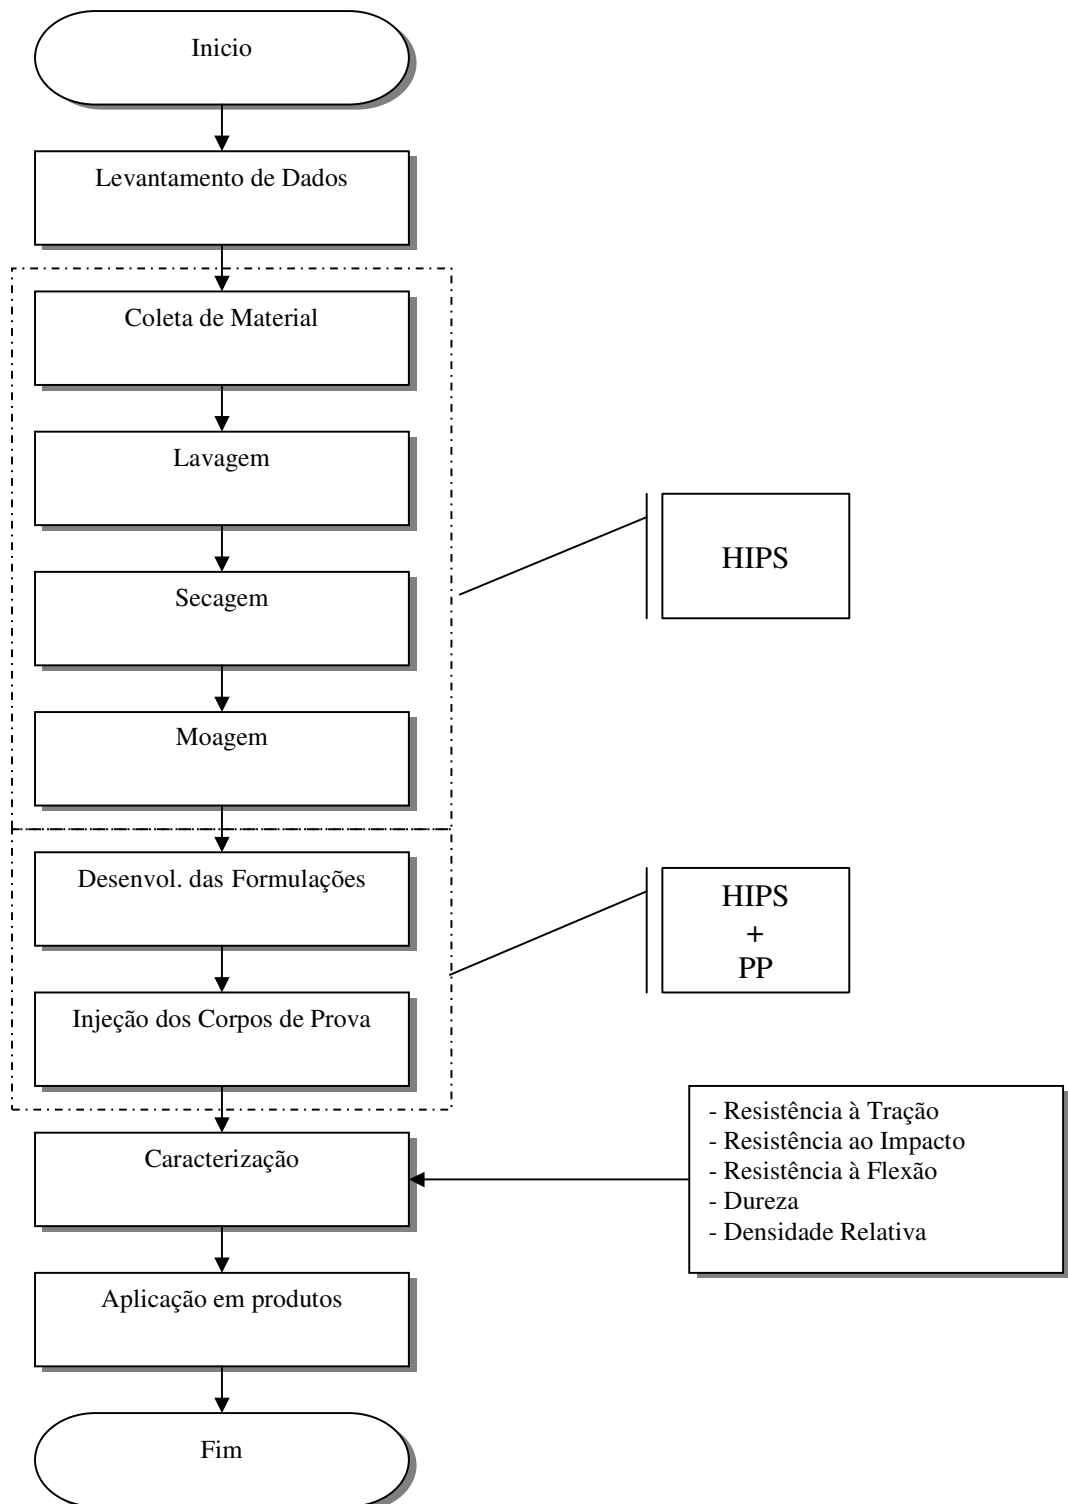 Inicio
Levantamento de Dados
Coleta de Material
Lavagem
Secagem
Moagem
HIPS
Desenvol. das Formulações
Injeção dos Corpos de Prova
HIPS
+
PP
Caracterização
- Resistência à Tração
- Resistência ao Impacto
- Resistência à Flexão
- Dureza
- Densidade Relativa
Aplicação em produtos
Fim